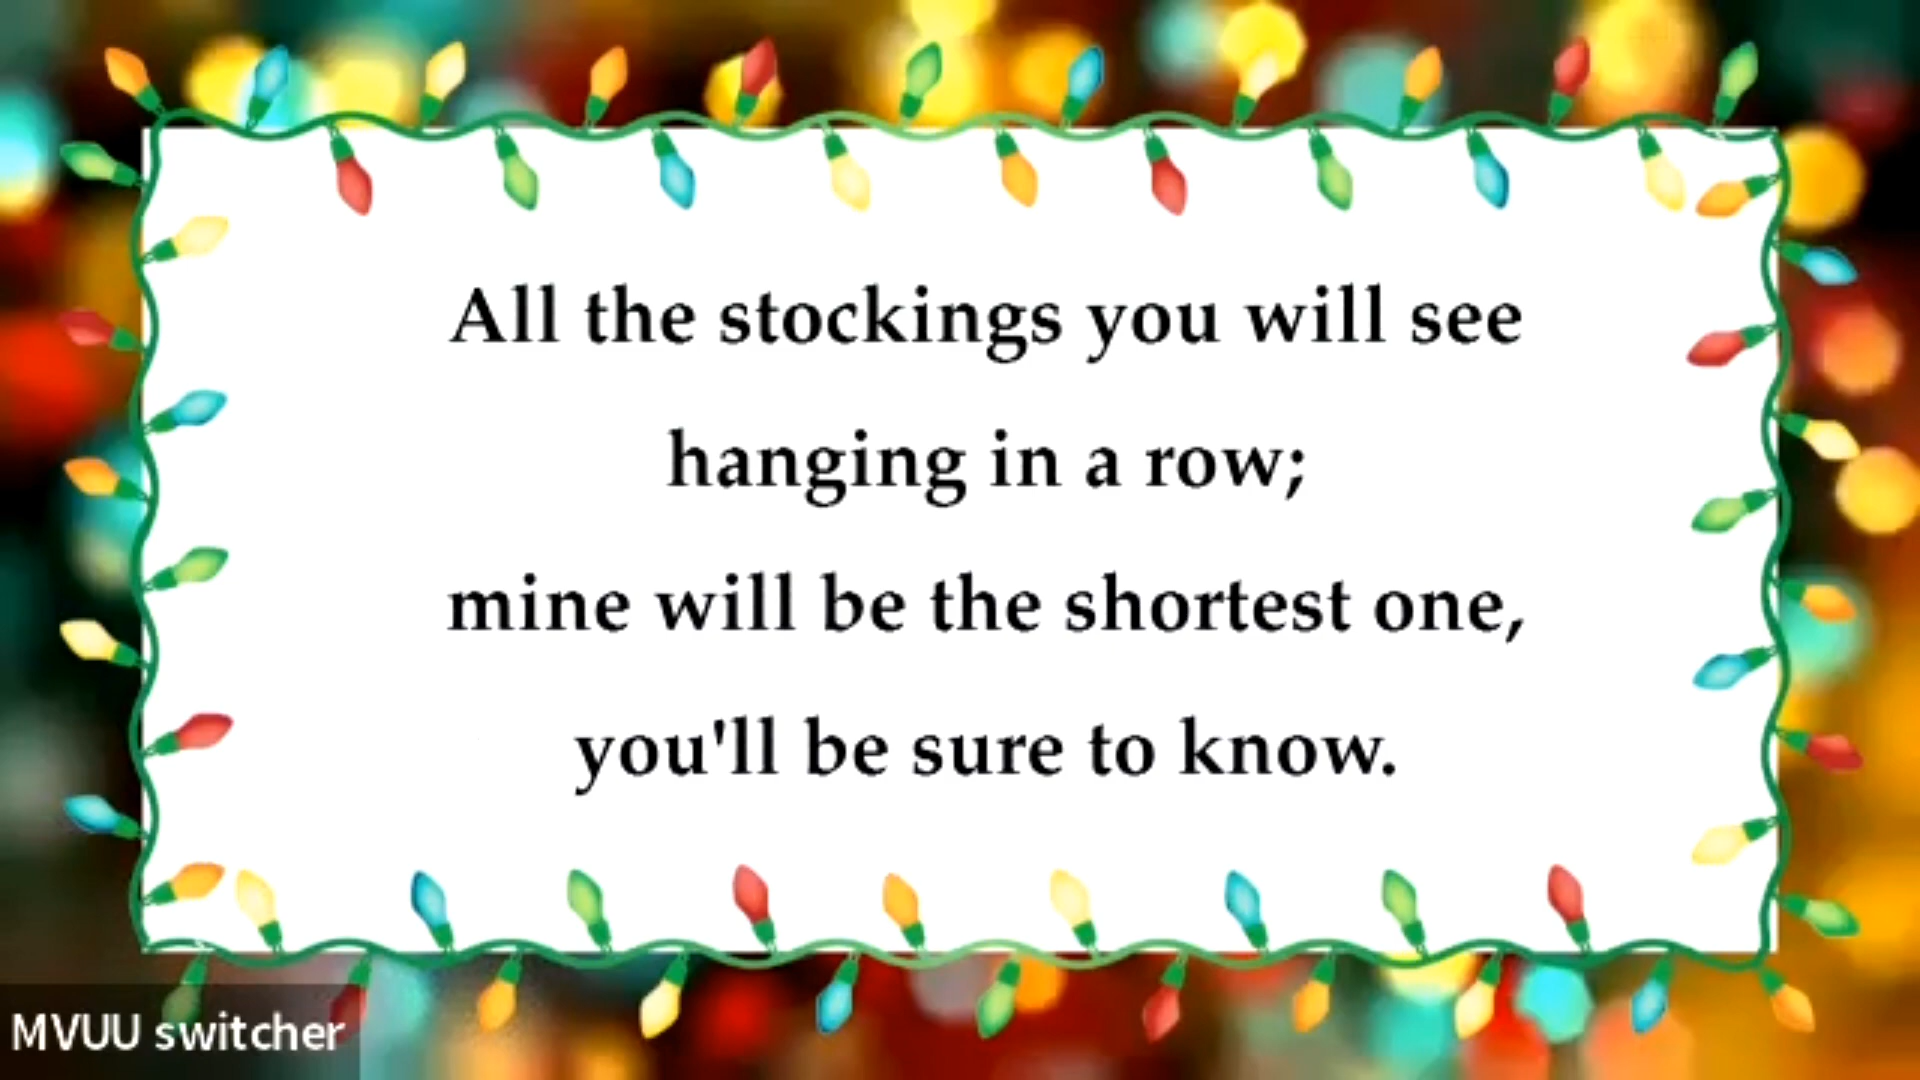 All the stockings you will see
hanging in a row;
mine will be the shortest one,
you'll be sure to know.
MVUU switcher